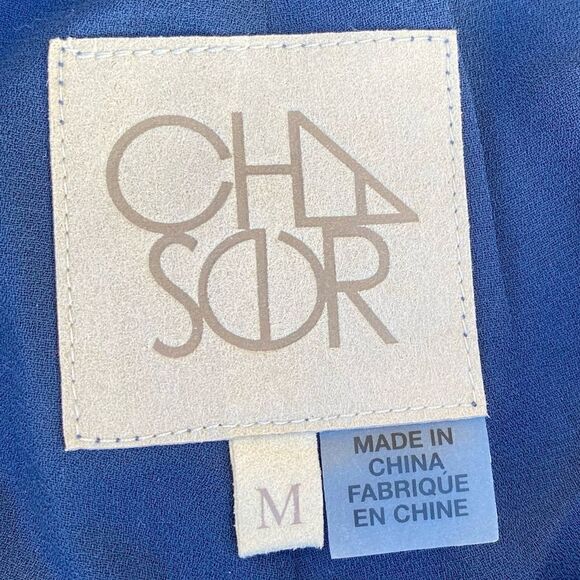 CHA
SOR
M
MADE IN
CHINA
FABRIQUÉ
EN CHINE